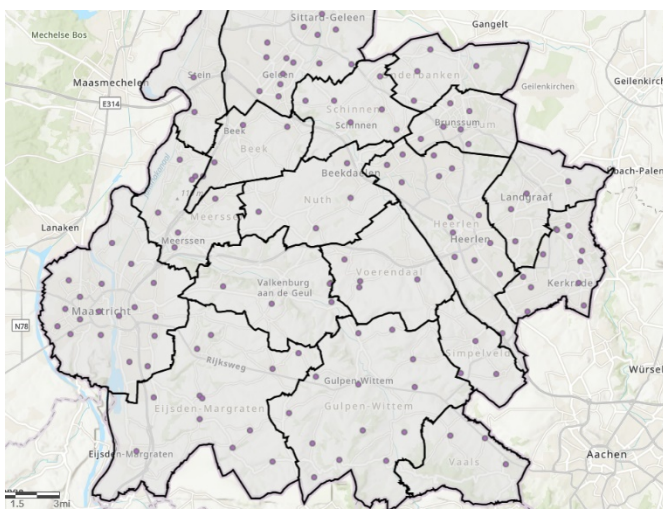 Sittard-Geleen
Gangelt
Mechelse Bos
Stein
Geleen
Maasmechelen
Geilenkirchen
Geilenkirch
E314
Schinnen
Schinnen
Brunssum
Beek
Beek
Beekdaelen
Nuth
Landgraaf
Lanaken
Meerssen
Meerssen
Heerlen
Heerlen
Voerendaal
Valkenburg
aan de Geul
Kerkrade
Maastricht
N78
Simpelveld
Rijksweg
Gulpen-Wittem
Gulpen-Wittem
Würsel
Eijsden-Margraten
Eijsden-Margraten
Vaals
Aachen
1.5
3mi